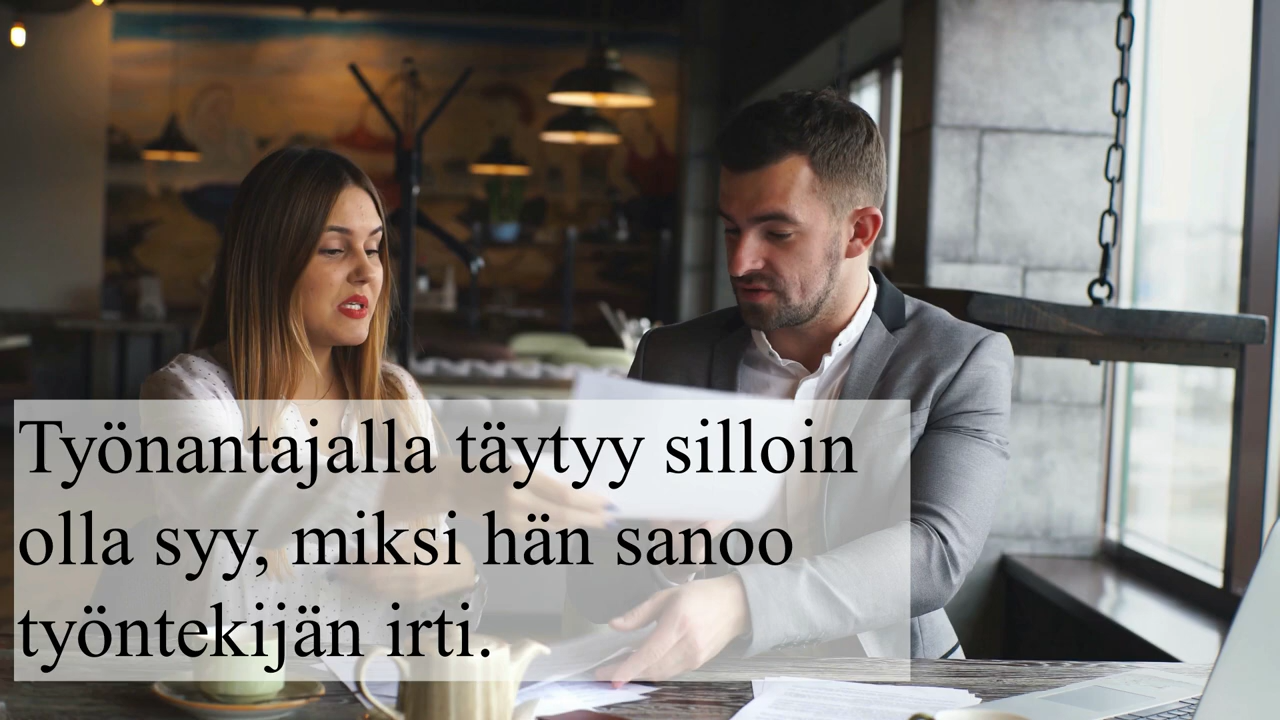 Työnantajalla täytyy silloin
olla syy, miksi hän sanoo
työntekijän irti.